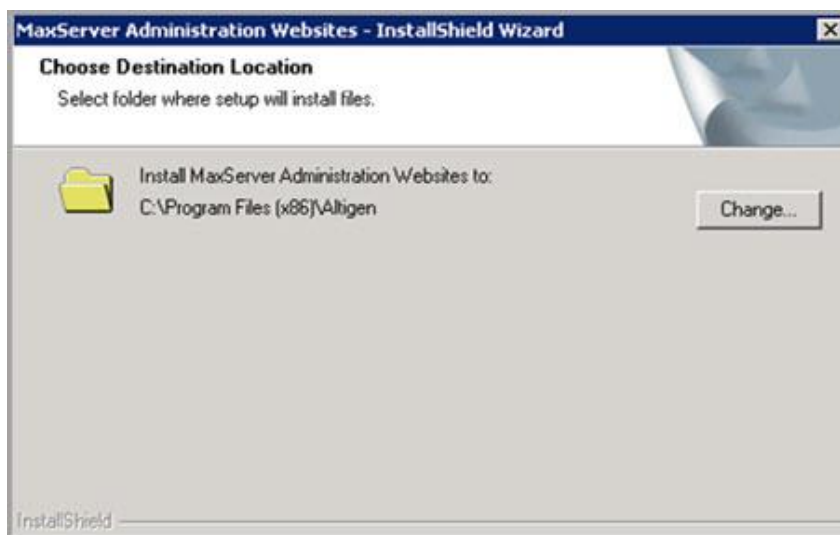 MaxServer Administration Websites - InstallShield Wizard
Choose Destination Location
Select folder where setup will install files.
Install MaxServer Administration Websites to:
C:\Program Files (x86)\Altigen
Change...
InstallShield